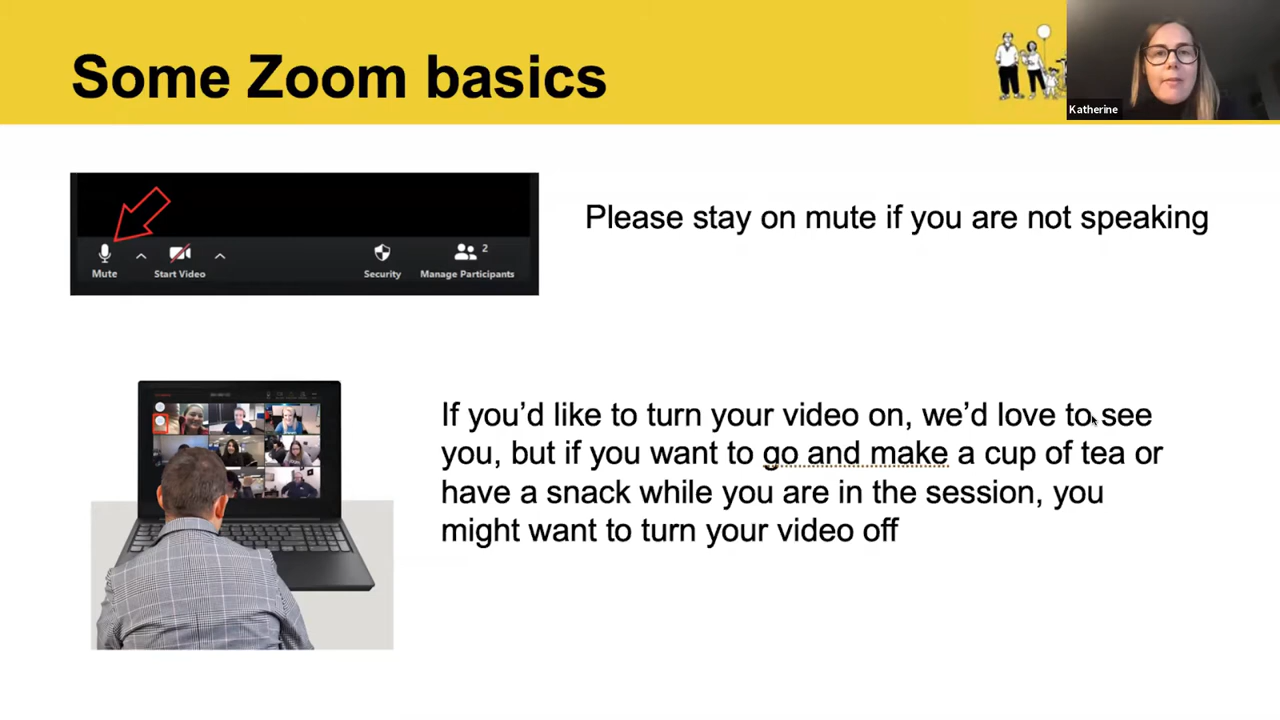 Some Zoom basics
Katherine
Please stay on mute if you are not speaking
2
Mute
Start Video
Security
Manage Participants
If you’d like to turn your video on, we’d love to see
you, but if you want to go and make a cup of tea or
have a snack while you are in the session, you
might want to turn your video off